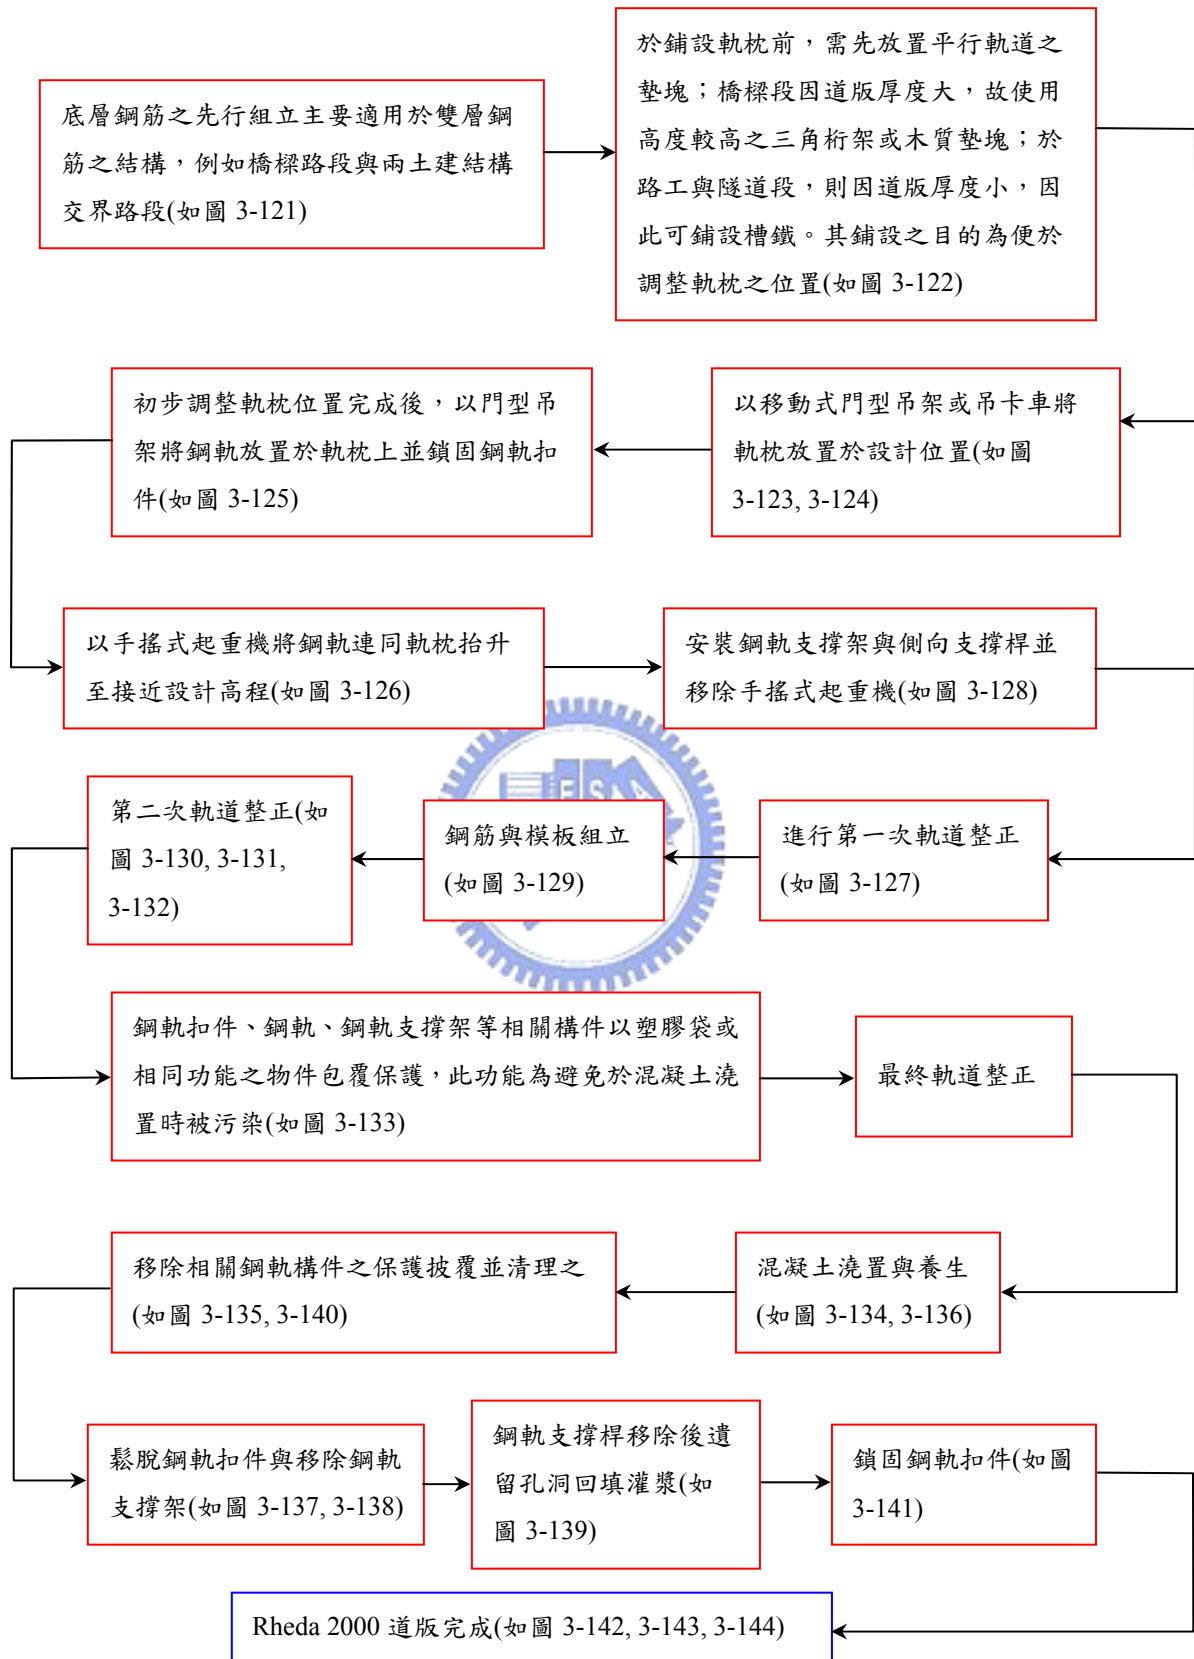 底層鋼筋之先行組立主要適用於雙層鋼
筋之結構，例如橋樑路段與兩土建結構
交界路段(如圖 3-121)
於鋪設軌枕前，需先放置平行軌道之
墊塊；橋樑段因道版厚度大，故使用
高度較高之三角桁架或木質墊塊；於
路工與隧道段，則因道版厚度小，因
此可鋪設槽鐵。其鋪設之目的為便於
調整軌枕之位置(如圖 3-122)
以移動式門型吊架或吊卡車將
軌枕放置於設計位置(如圖
3-123, 3-124)
初步調整軌枕位置完成後，以門型吊
架將鋼軌放置於軌枕上並鎖固鋼軌扣
件(如圖 3-125)
以手搖式起重機將鋼軌連同軌枕抬升
至接近設計高程(如圖 3-126)
安裝鋼軌支撐架與側向支撐桿並
移除手搖式起重機(如圖 3-128)
進行第一次軌道整正
(如圖 3-127)
鋼筋與模板組立
(如圖 3-129)
第二次軌道整正(如
圖 3-130, 3-131,
3-132)
鋼軌扣件、鋼軌、鋼軌支撐架等相關構件以塑膠袋或
相同功能之物件包覆保護，此功能為避免於混凝土澆
置時被污染(如圖 3-133)
最終軌道整正
混凝土澆置與養生
(如圖 3-134, 3-136)
移除相關鋼軌構件之保護披覆並清理之
(如圖 3-135, 3-140)
鬆脫鋼軌扣件與移除鋼軌
支撐架(如圖 3-137, 3-138)
鋼軌支撐桿移除後遺
留孔洞回填灌漿(如
圖 3-139)
鎖固鋼軌扣件(如圖
3-141)
Rheda 2000 道版完成(如圖 3-142, 3-143, 3-144)